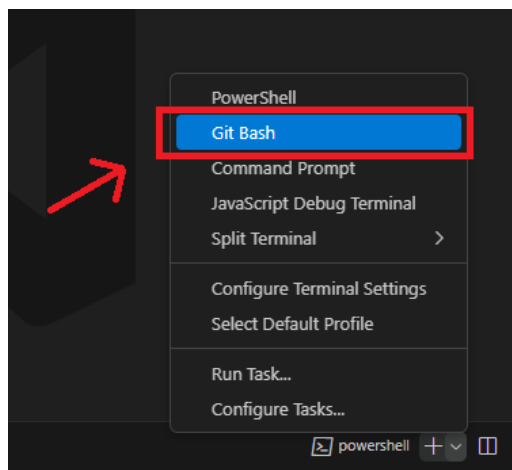 PowerShell
Git Bash
Command Prompt
JavaScript Debug Terminal
Split Terminal
Configure Terminal Settings
Select Default Profile
Run Task...
Configure Tasks...
powershell